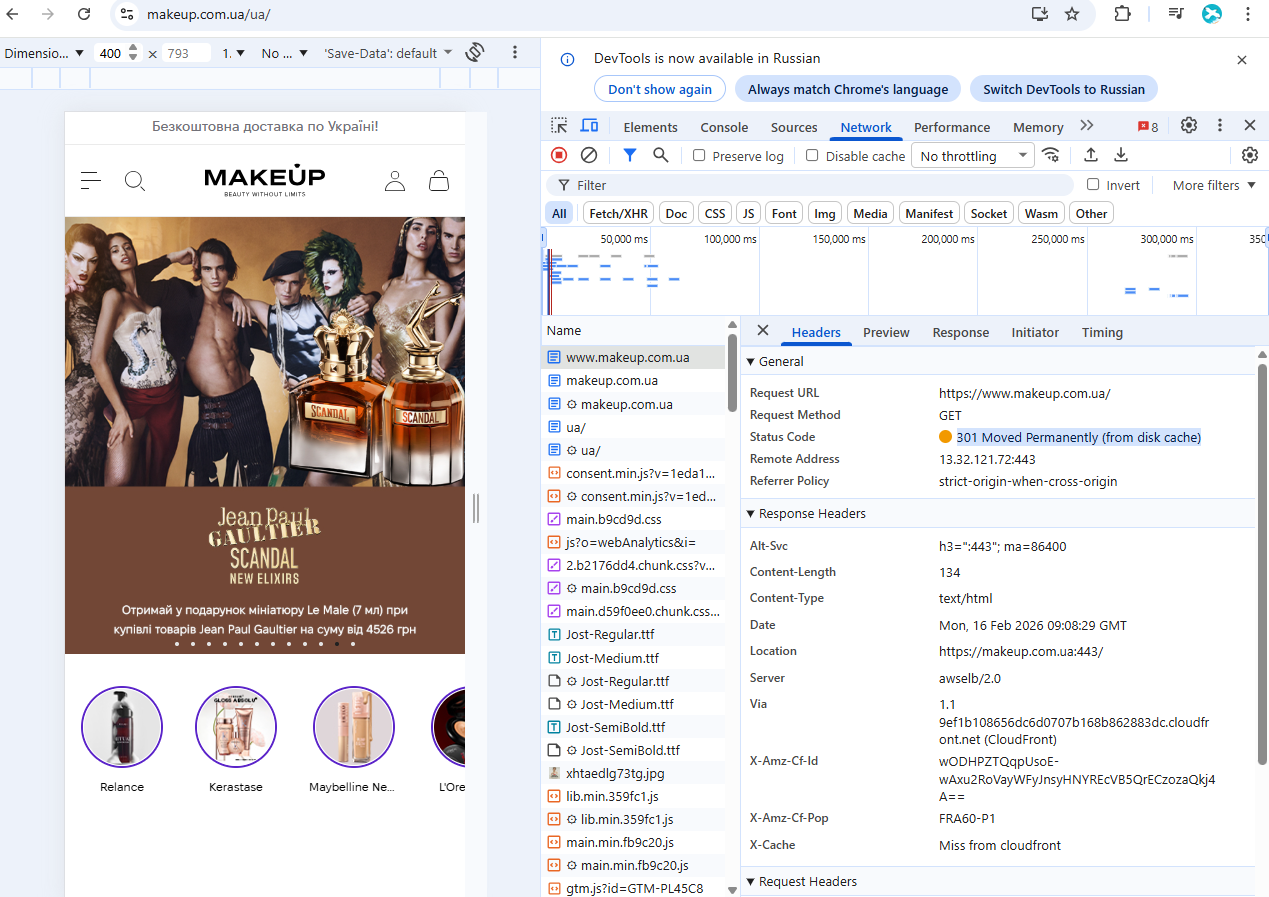 makeup.com.ua/ua/
Dimensio... 400 × 793 1. No ... 'Save-Data': default
DevTools is now available in Russian
Don't show again Always match Chrome's language Switch DevTools to Russian
Elements Console Sources Network Performance Memory 8
Preserve log Disable cache No throttling
Filter Invert More filters
All Fetch/XHR Doc CSS JS Font Img Media Manifest Socket Wasm Other
50,000 ms 100,000 ms 150,000 ms 200,000 ms 250,000 ms 300,000 ms 350
Безкоштовна доставка по Україні!
MAKEUP
BEAUTY WITHOUT LIMITS
SCANDAL
SCANDAL
Jean Paul
GAULTIER
SCANDAL
NEW ELIXIRS
Отримай у подарунок мініатюру Le Male (7 мл) при
купівлі товарів Jean Paul Gaultier на суму від 4526 грн
GLOSS ABSOLU
Relance Kerastase Maybelline Ne... L'Ore
Name
www.makeup.com.ua
makeup.com.ua
makeup.com.ua
ua/
ua/
consent.min.js?v=1eda1...
consent.min.js?v=1ed...
main.b9cd9d.css
js?o=webAnalytics&i=
2.b2176dd4.chunk.css?v...
main.b9cd9d.css
main.d59f0ee0.chunk.css...
Jost-Regular.ttf
Jost-Medium.ttf
Jost-Regular.ttf
Jost-Medium.ttf
Jost-SemiBold.ttf
Jost-SemiBold.ttf
xhtaedlg73tg.jpg
lib.min.359fc1.js
lib.min.359fc1.js
main.min.fb9c20.js
main.min.fb9c20.js
gtm.js?id=GTM-PL45C8
Headers Preview Response Initiator Timing
General
Request URL https://www.makeup.com.ua/
Request Method GET
Status Code 301 Moved Permanently (from disk cache)
Remote Address 13.32.121.72:443
Referrer Policy strict-origin-when-cross-origin
Response Headers
Alt-Svc h3=":443"; ma=86400
Content-Length 134
Content-Type text/html
Date Mon, 16 Feb 2026 09:08:29 GMT
Location https://makeup.com.ua:443/
Server awselb/2.0
Via 1.1
9ef1b108656dc6d0707b168b862883dc.cloudfr
ont.net (CloudFront)
X-Amz-Cf-Id wODHPZTQqpUsoE-
wAxu2RoVayWFyJnsyHNYREcVB5QrECzozaQkj4
A==
X-Amz-Cf-Pop FRA60-P1
X-Cache Miss from cloudfront
Request Headers